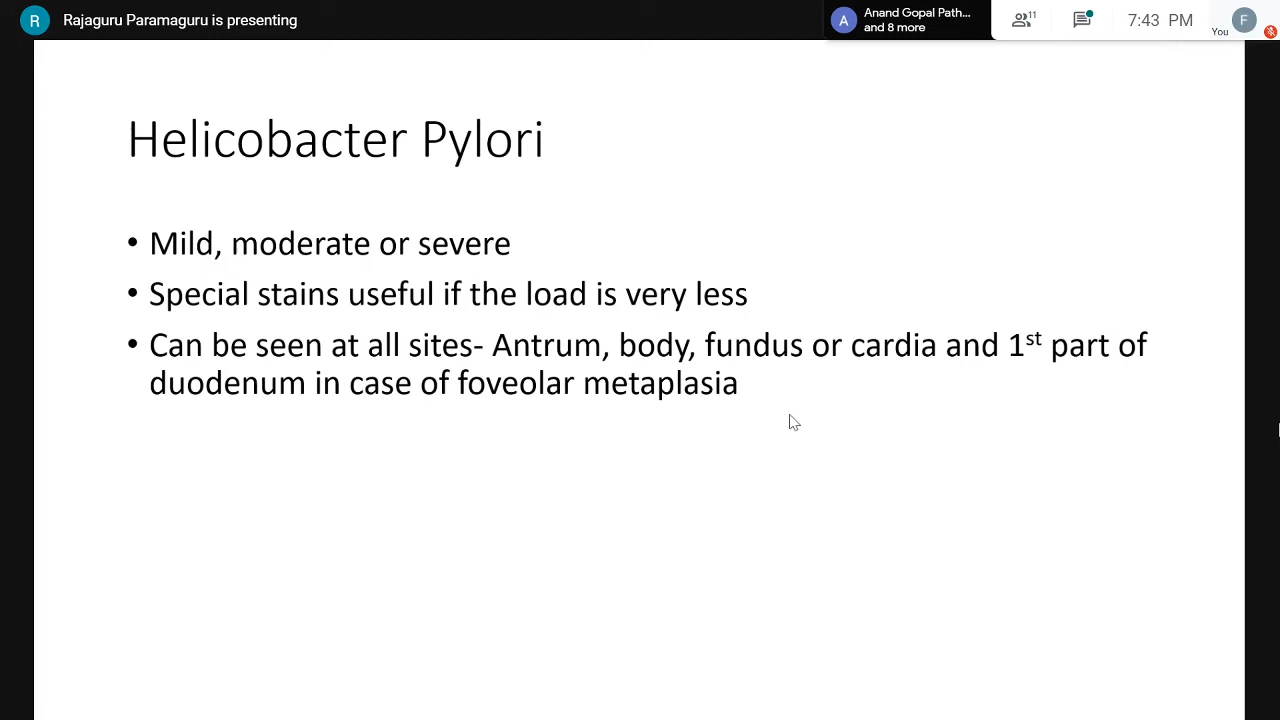 R Rajaguru Paramaguru is presenting
A Anand Gopal Path...
and 8 more
11
7:43 PM
You
F
Helicobacter Pylori
• Mild, moderate or severe
• Special stains useful if the load is very less
• Can be seen at all sites- Antrum, body, fundus or cardia and 1st part of
duodenum in case of foveolar metaplasia